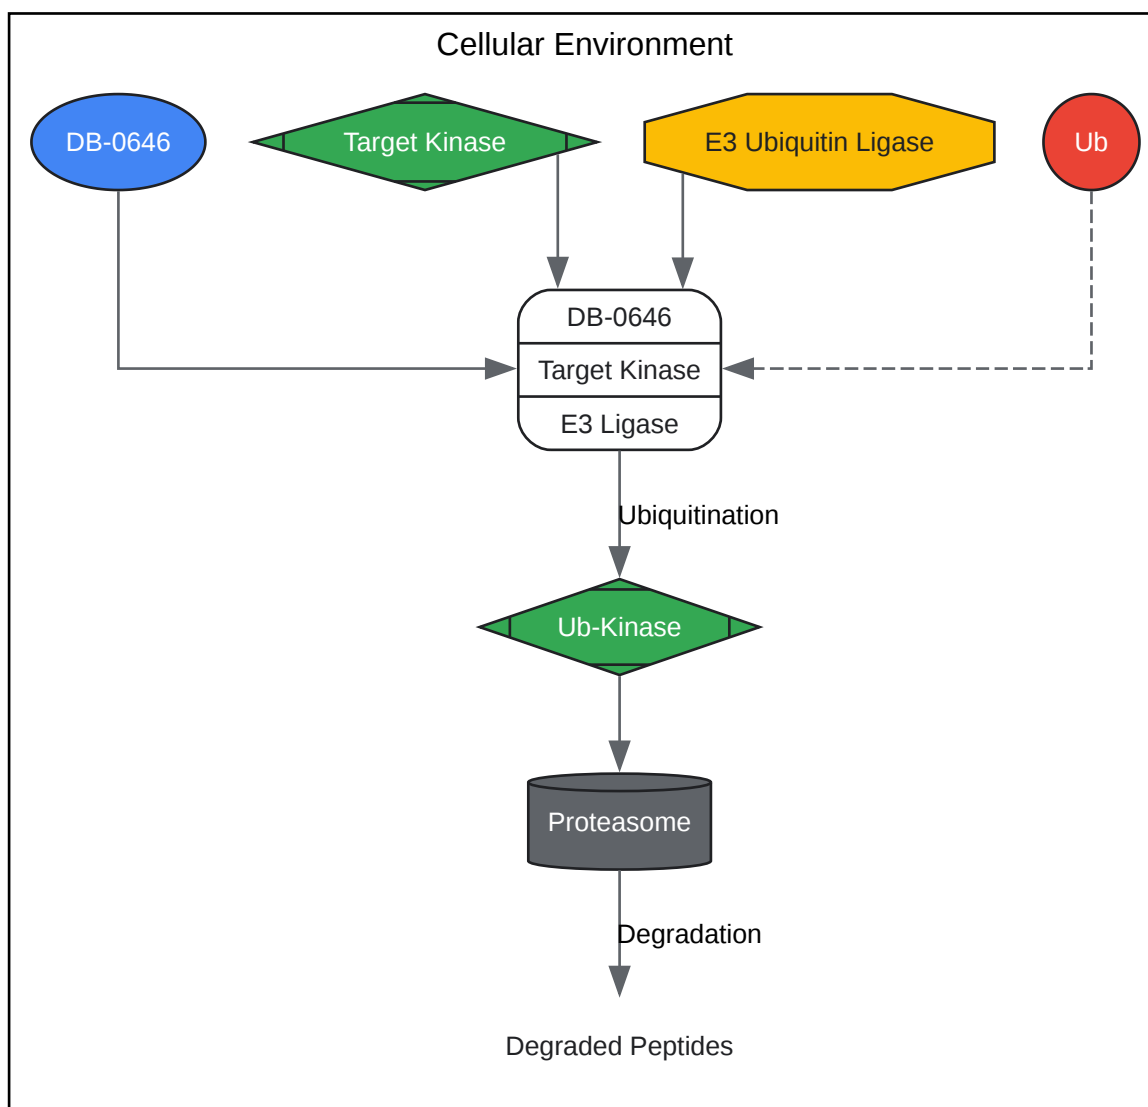 Cellular Environment
DB-0646
Target Kinase
E3 Ubiquitin Ligase
Ub
DB-0646
Target Kinase
E3 Ligase
Ubiquitination
Ub-Kinase
Proteasome
Degradation
Degraded Peptides